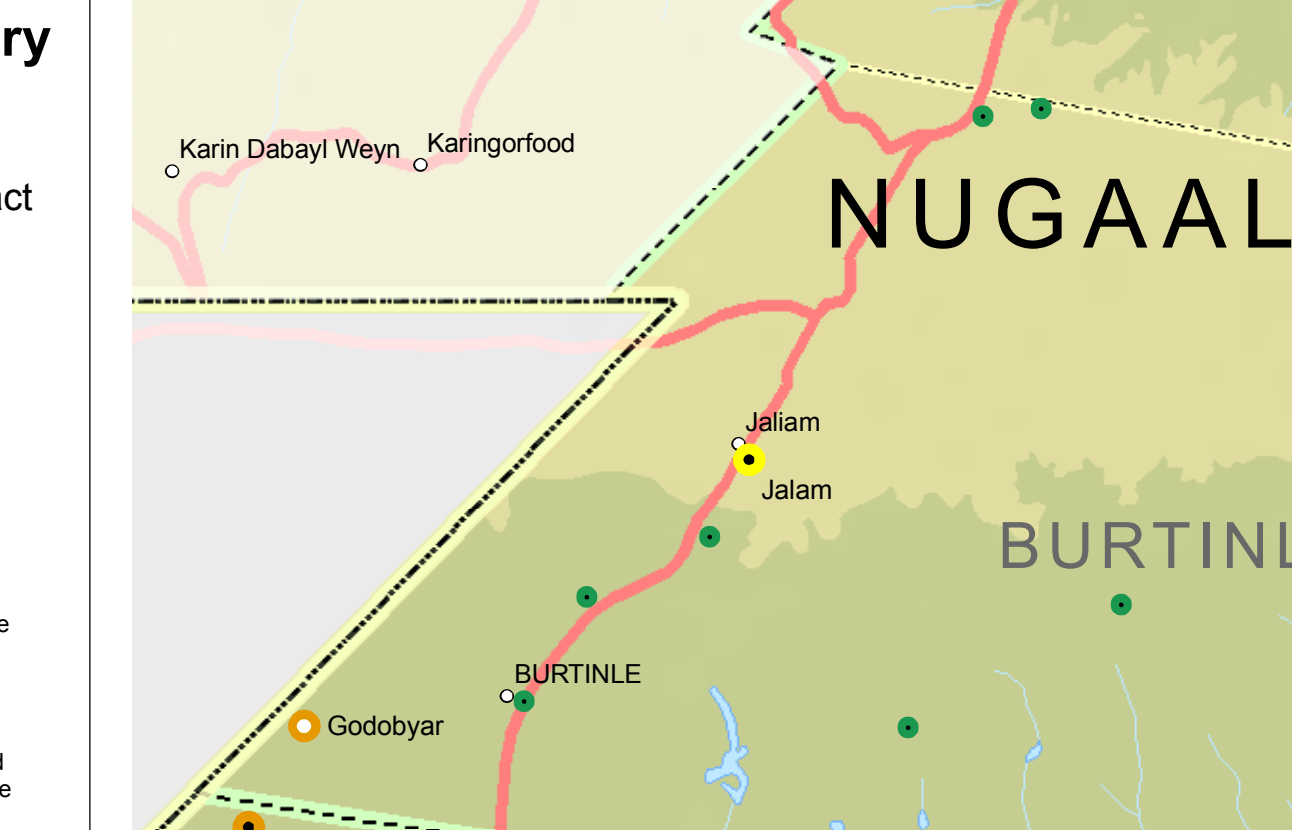 ry
act
e
d
e
Karin Dabayl Weyn
Karingorfood
NUGAAL
Jaliam
Jalam
BURTINL
BURTINLE
Godobyar